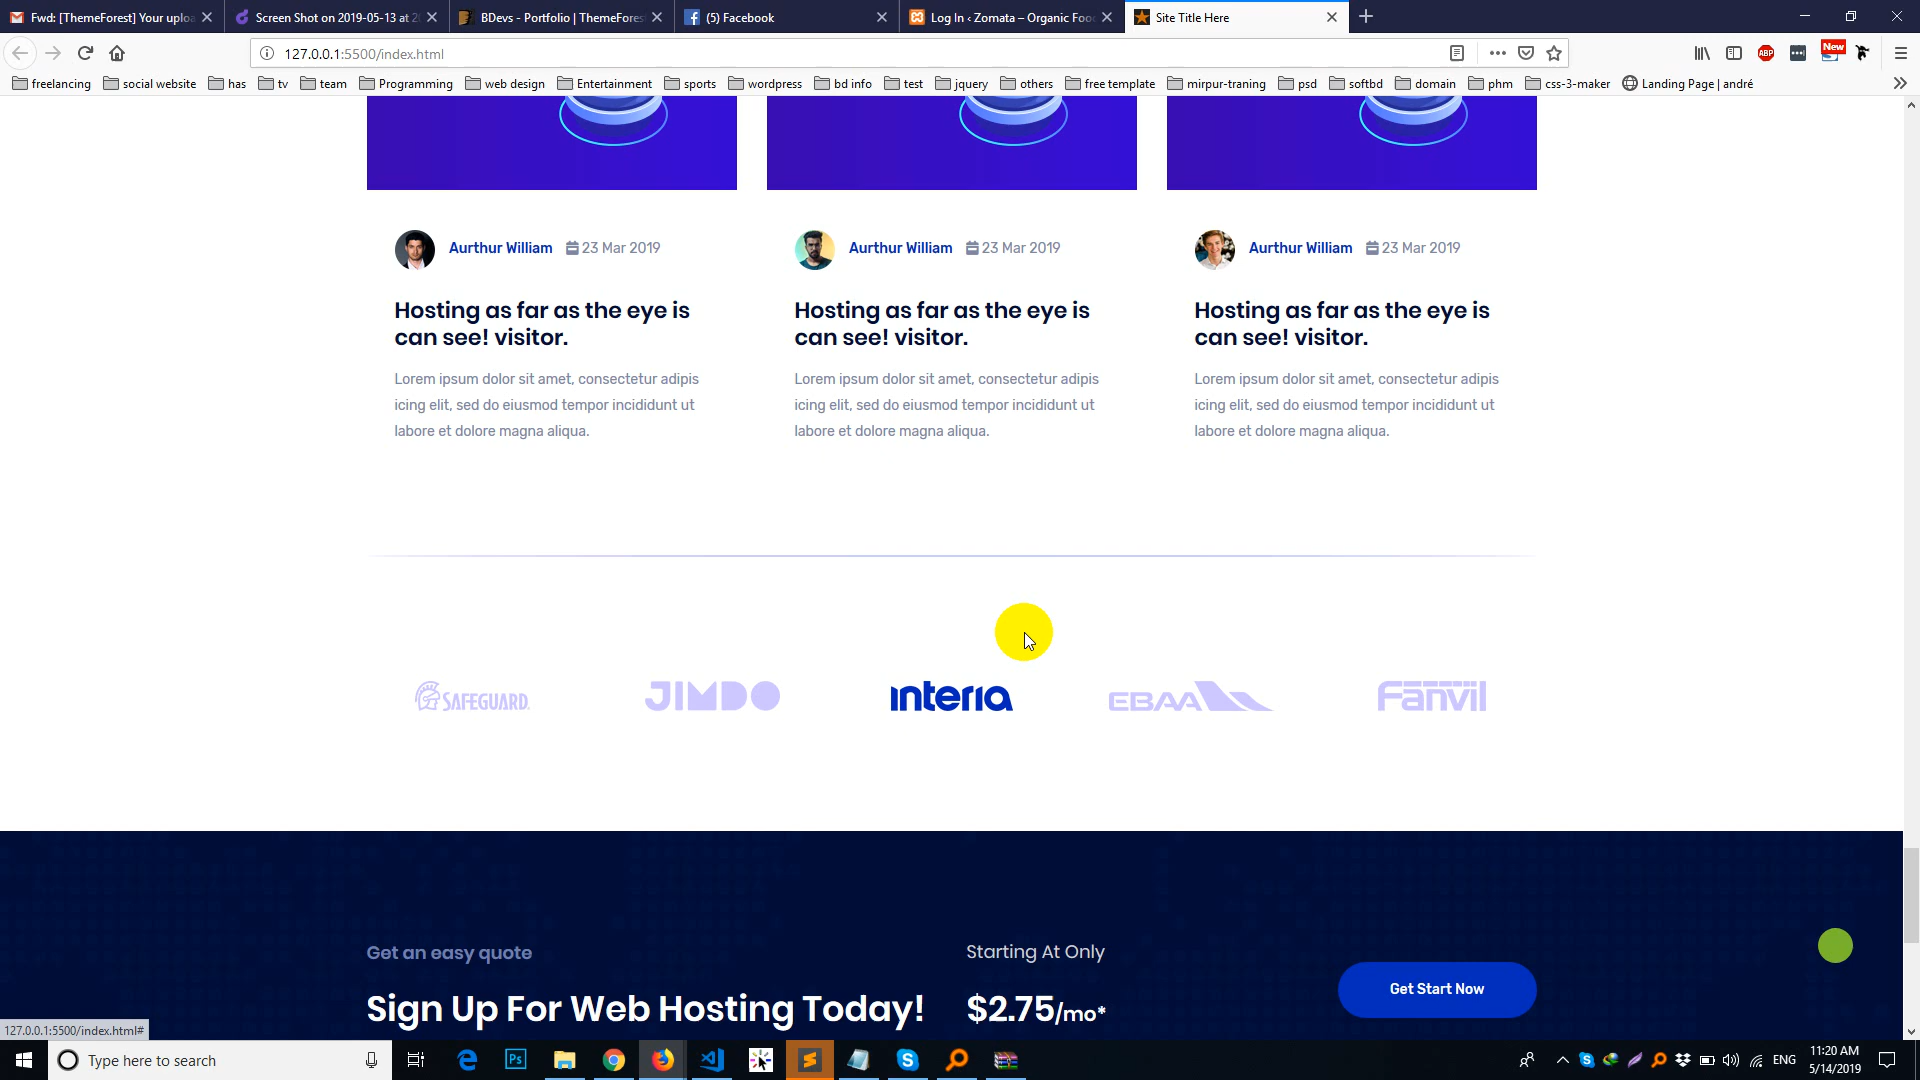 Fwd: [ThemeForest] Your uploa
Screen Shot on 2019-05-13 at 2
BDevs - Portfolio | ThemeFores
(5) Facebook
Log In ‹ Zomata – Organic Foo
Site Title Here
127.0.0.1:5500/index.html
ABP
New
freelancing
social website
has
tv
team
Programming
web design
Entertainment
sports
wordpress
bd info
test
jquery
others
free template
mirpur-traning
psd
softbd
domain
phm
css-3-maker
Landing Page | andré
Aurthur William 23 Mar 2019
Aurthur William 23 Mar 2019
Aurthur William 23 Mar 2019
Hosting as far as the eye is
can see! visitor.
Hosting as far as the eye is
can see! visitor.
Hosting as far as the eye is
can see! visitor.
Lorem ipsum dolor sit amet, consectetur adipis
icing elit, sed do eiusmod tempor incididunt ut
labore et dolore magna aliqua.
Lorem ipsum dolor sit amet, consectetur adipis
icing elit, sed do eiusmod tempor incididunt ut
labore et dolore magna aliqua.
Lorem ipsum dolor sit amet, consectetur adipis
icing elit, sed do eiusmod tempor incididunt ut
labore et dolore magna aliqua.
SAFEGUARD.
JIMDO
interia
EBAA
Fanvil
Get an easy quote
Sign Up For Web Hosting Today!
Starting At Only
$2.75/mo*
Get Start Now
127.0.0.1:5500/index.html#
Type here to search
Ps
ENG
11:20 AM
5/14/2019